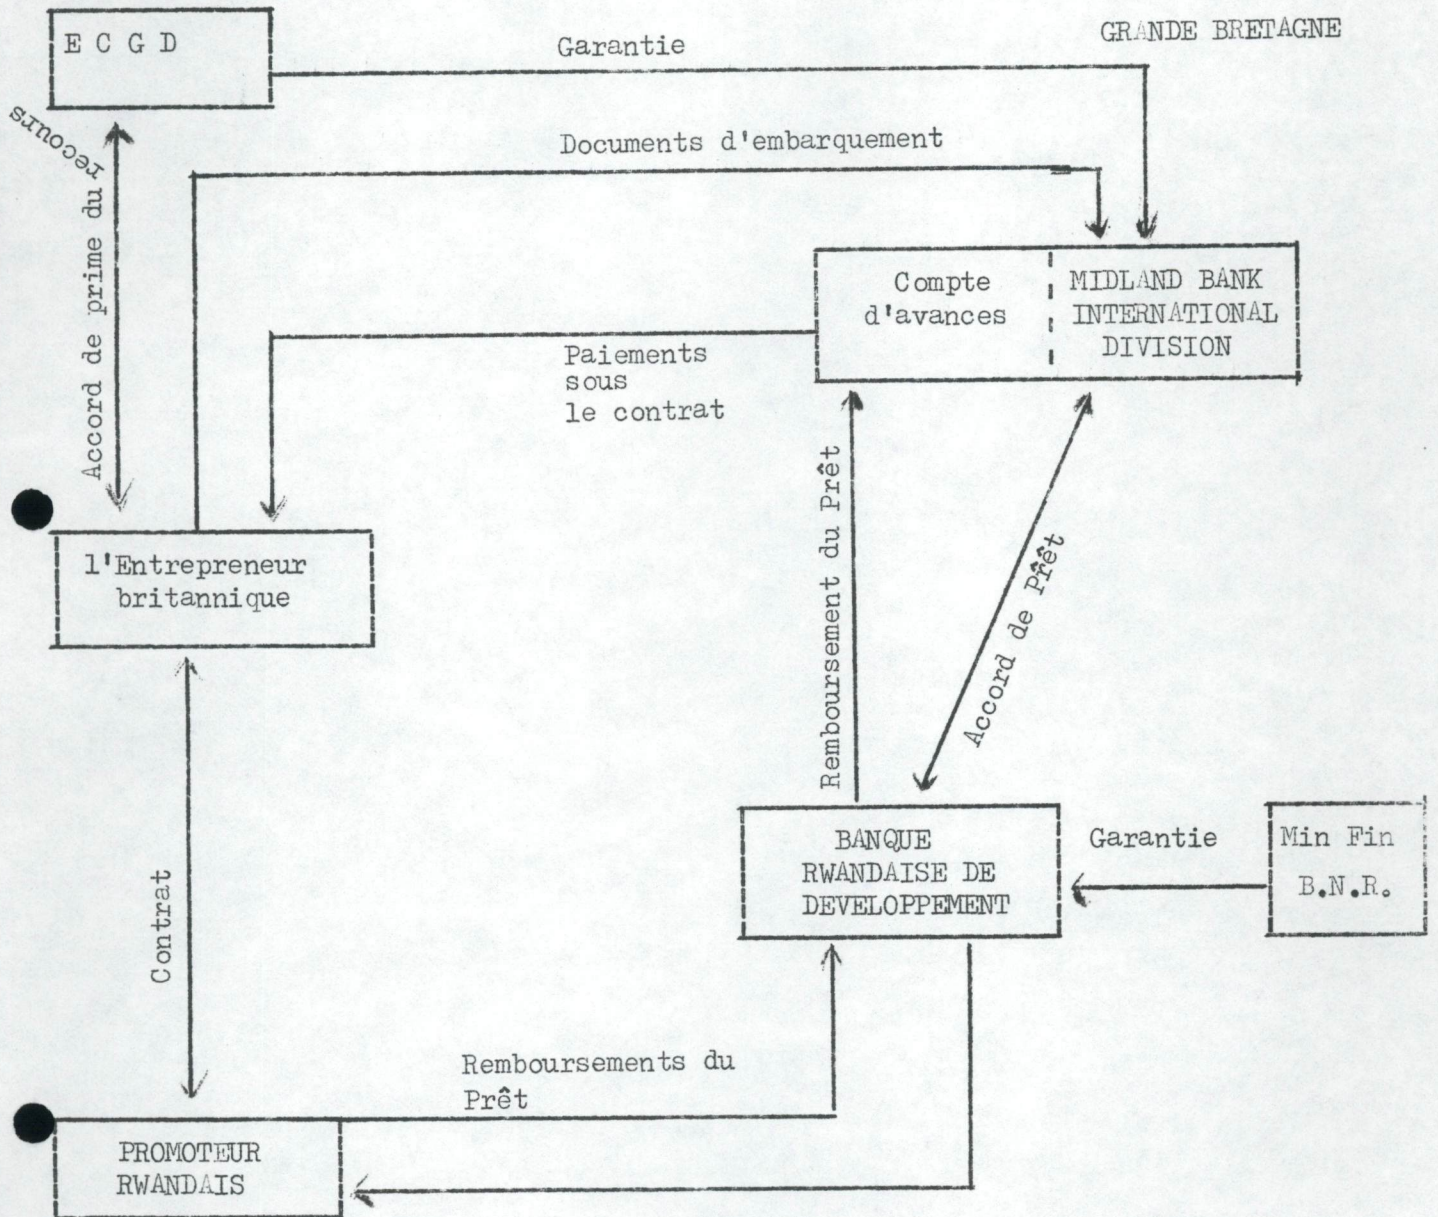 E C G D
Garantie
GRANDE BRETAGNE
Documents d'embarquement
Accord de prime du recours
Compte
d'avances
MIDLAND BANK
INTERNATIONAL
DIVISION
Paiements
sous
le contrat
l'Entrepreneur
britannique
Remboursement du Prêt
Accord de Prêt
BANQUE
RWANDAISE DE
DEVELOPPEMENT
Garantie
Min Fin
B.N.R.
Contrat
Remboursements du
Prêt
PROMOTEUR
RWANDAIS